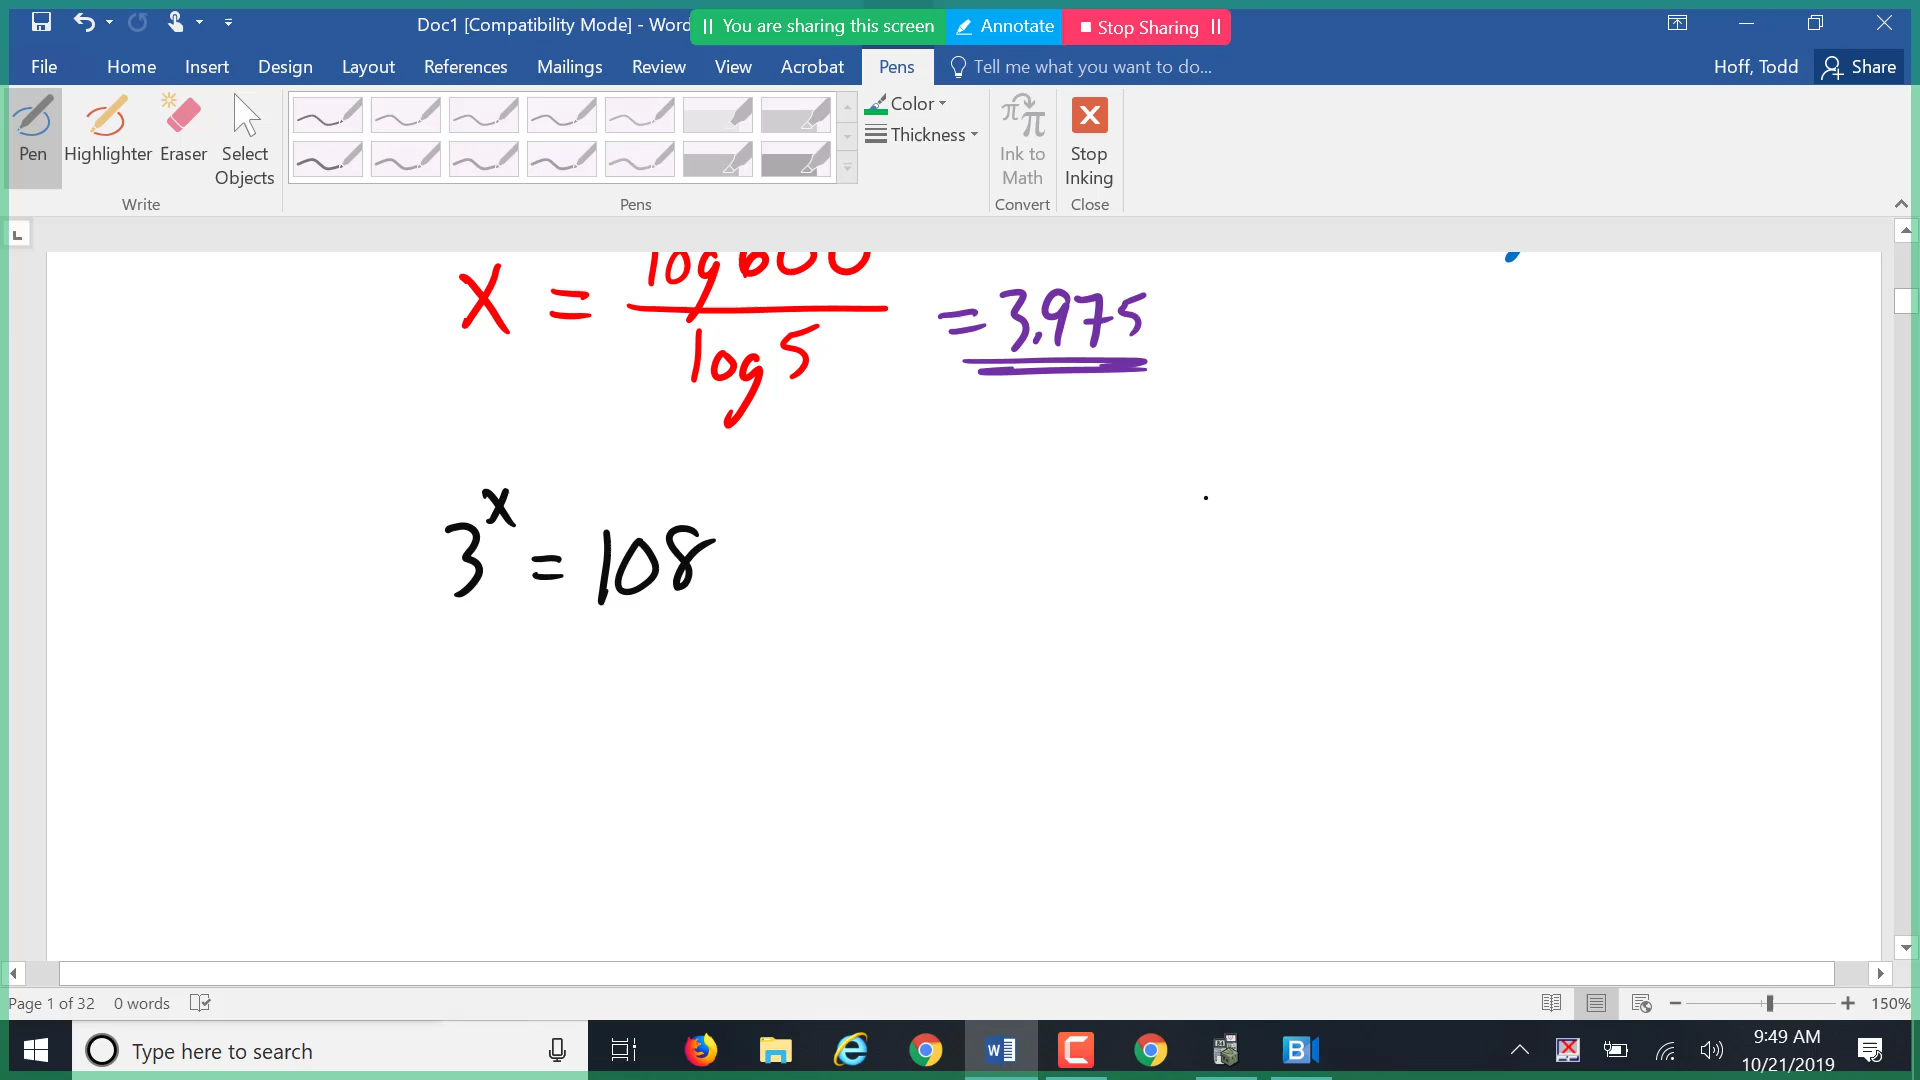 Doc1 [Compatibility Mode] - Word
You are sharing this screen
Annotate
Stop Sharing
File Home Insert Design Layout References Mailings Review View Acrobat Pens Tell me what you want to do... Hoff, Todd Share
Pen Highlighter Eraser Select Objects
Color
Thickness
Ink to Math
Stop Inking
Write Pens Convert Close
x = log 600 / log 5 = 3.975
3^x = 108
Page 1 of 32 0 words 150%
Type here to search
9:49 AM
10/21/2019